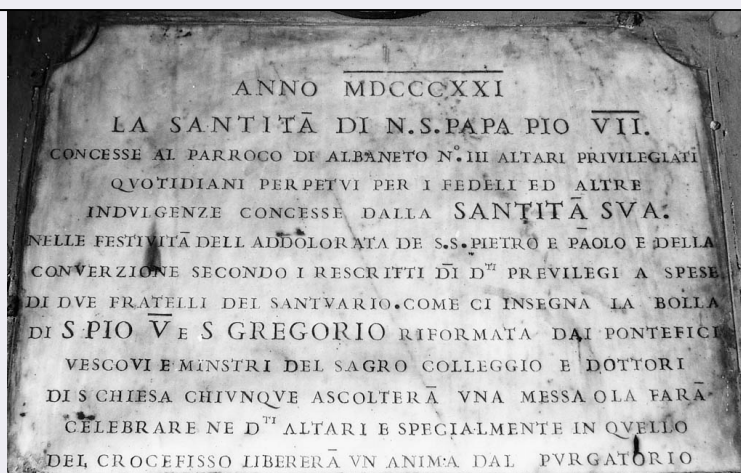 ANNO MDCCCXXI
LA SANTITĀ DI N.S. PAPA PIO VII.
CONCESSE AL PARROCO DI ALBANETO N.º III ALTARI PRIVILEGIATI
QVOTIDIANI PERPETVI PER I FEDELI ED ALTRE
INDVLGENZE CONCESSE DALLA SANTITĀ SVA:
NELLE FESTIVITĀ DELL ADDOLORATA DE S.S. PIETRO E PAOLO E DELLA
CONVERZIONE SECONDO I RESCRITTI DI D.TI PREVILEGI A SPESE
DI DVE FRATELLI DEL SANTVARIO. COME CI INSEGNA LA BOLLA
DI S PIO V E S GREGORIO RIFORMATA DAI PONTEFICI
VESCOVI E MINSTRI DEL SAGRO COLLEGGIO E DOTTORI
DI S CHIESA CHIVNQVE ASCOLTERĀ VNA MESSA O LA FARĀ
CELEBRARE NE D.TI ALTARI E SPECIALMENTE IN QVELLO
DEL CROCEFISSO LIBERERĀ VN ANIMA DAL PVRGATORIO